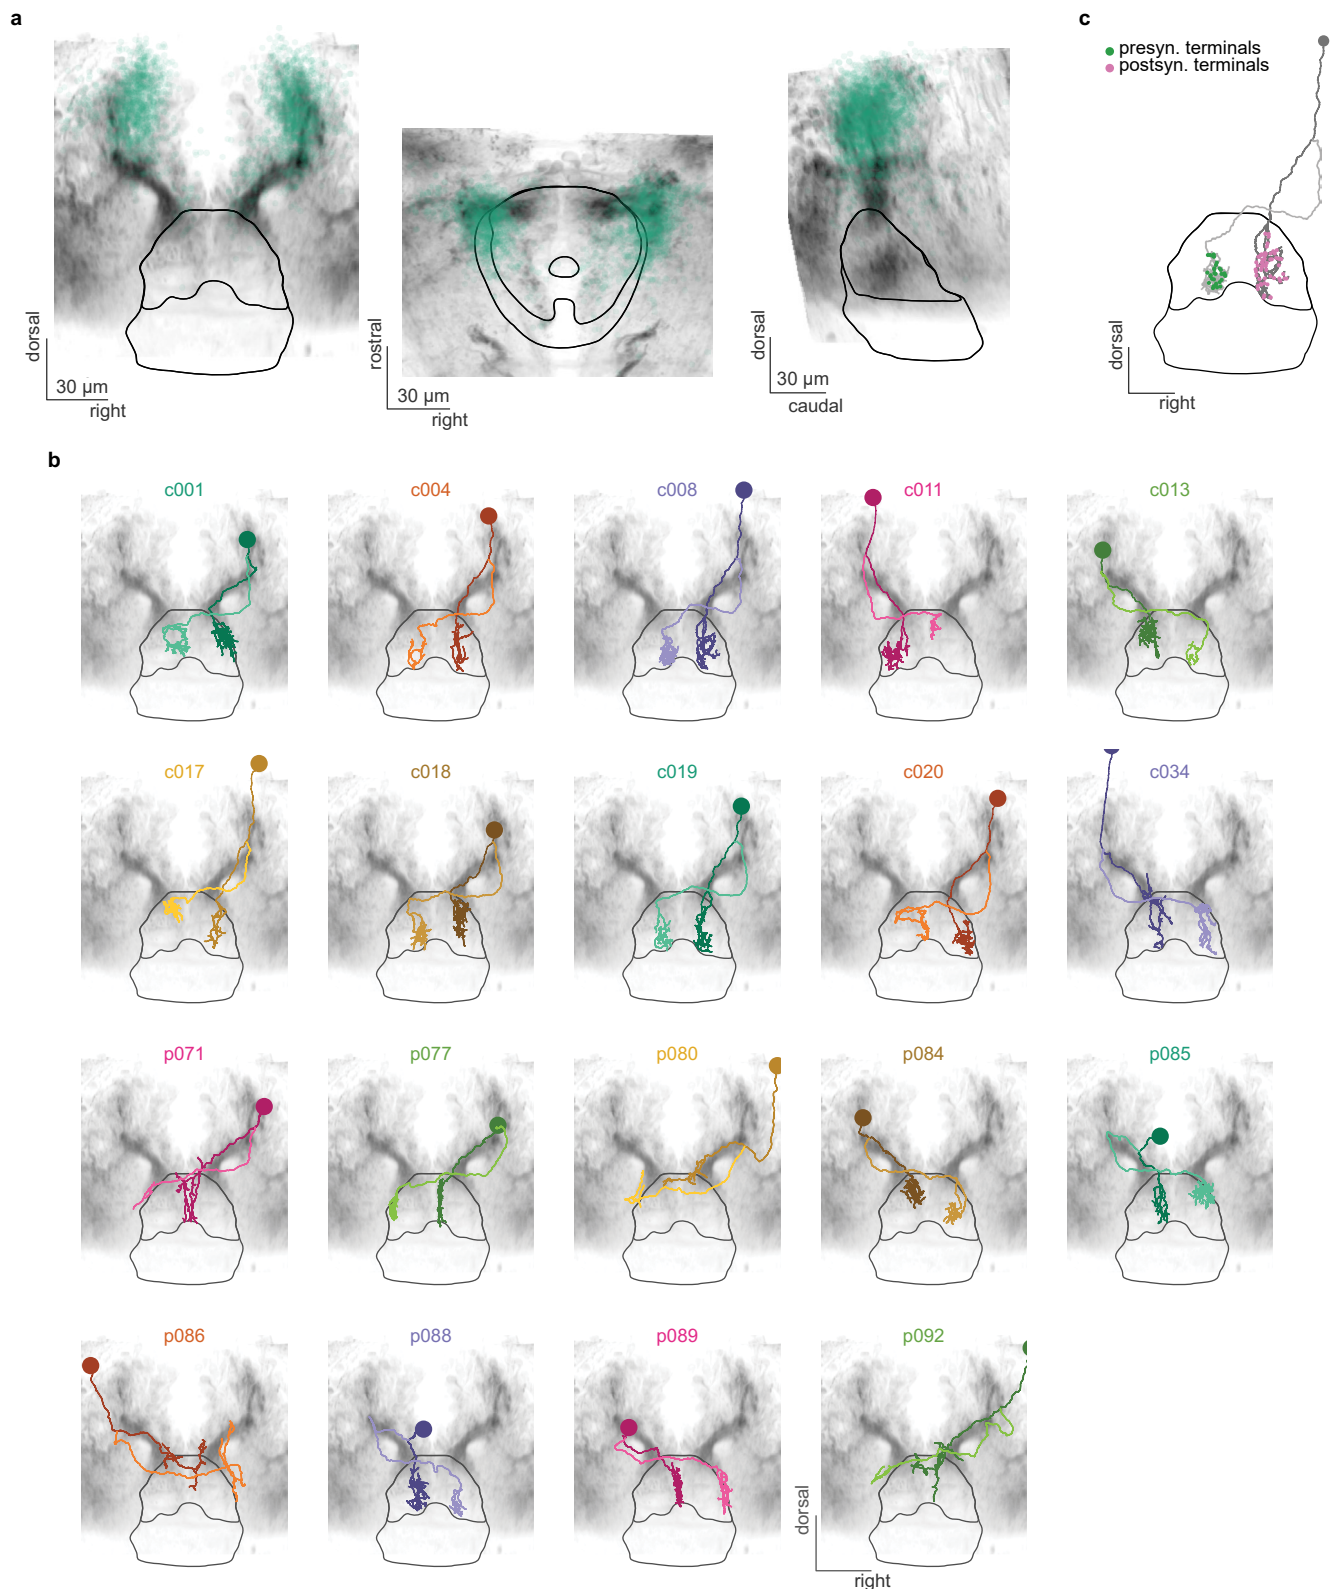 a
c
presyn. terminals
postsyn. terminals
dorsal
30 µm
right
rostral
30 µm
right
dorsal
30 µm
caudal
dorsal
right
b
c001
c004
c008
c011
c013
c017
c018
c019
c020
c034
p071
p077
p080
p084
p085
p086
p088
p089
p092
dorsal
right